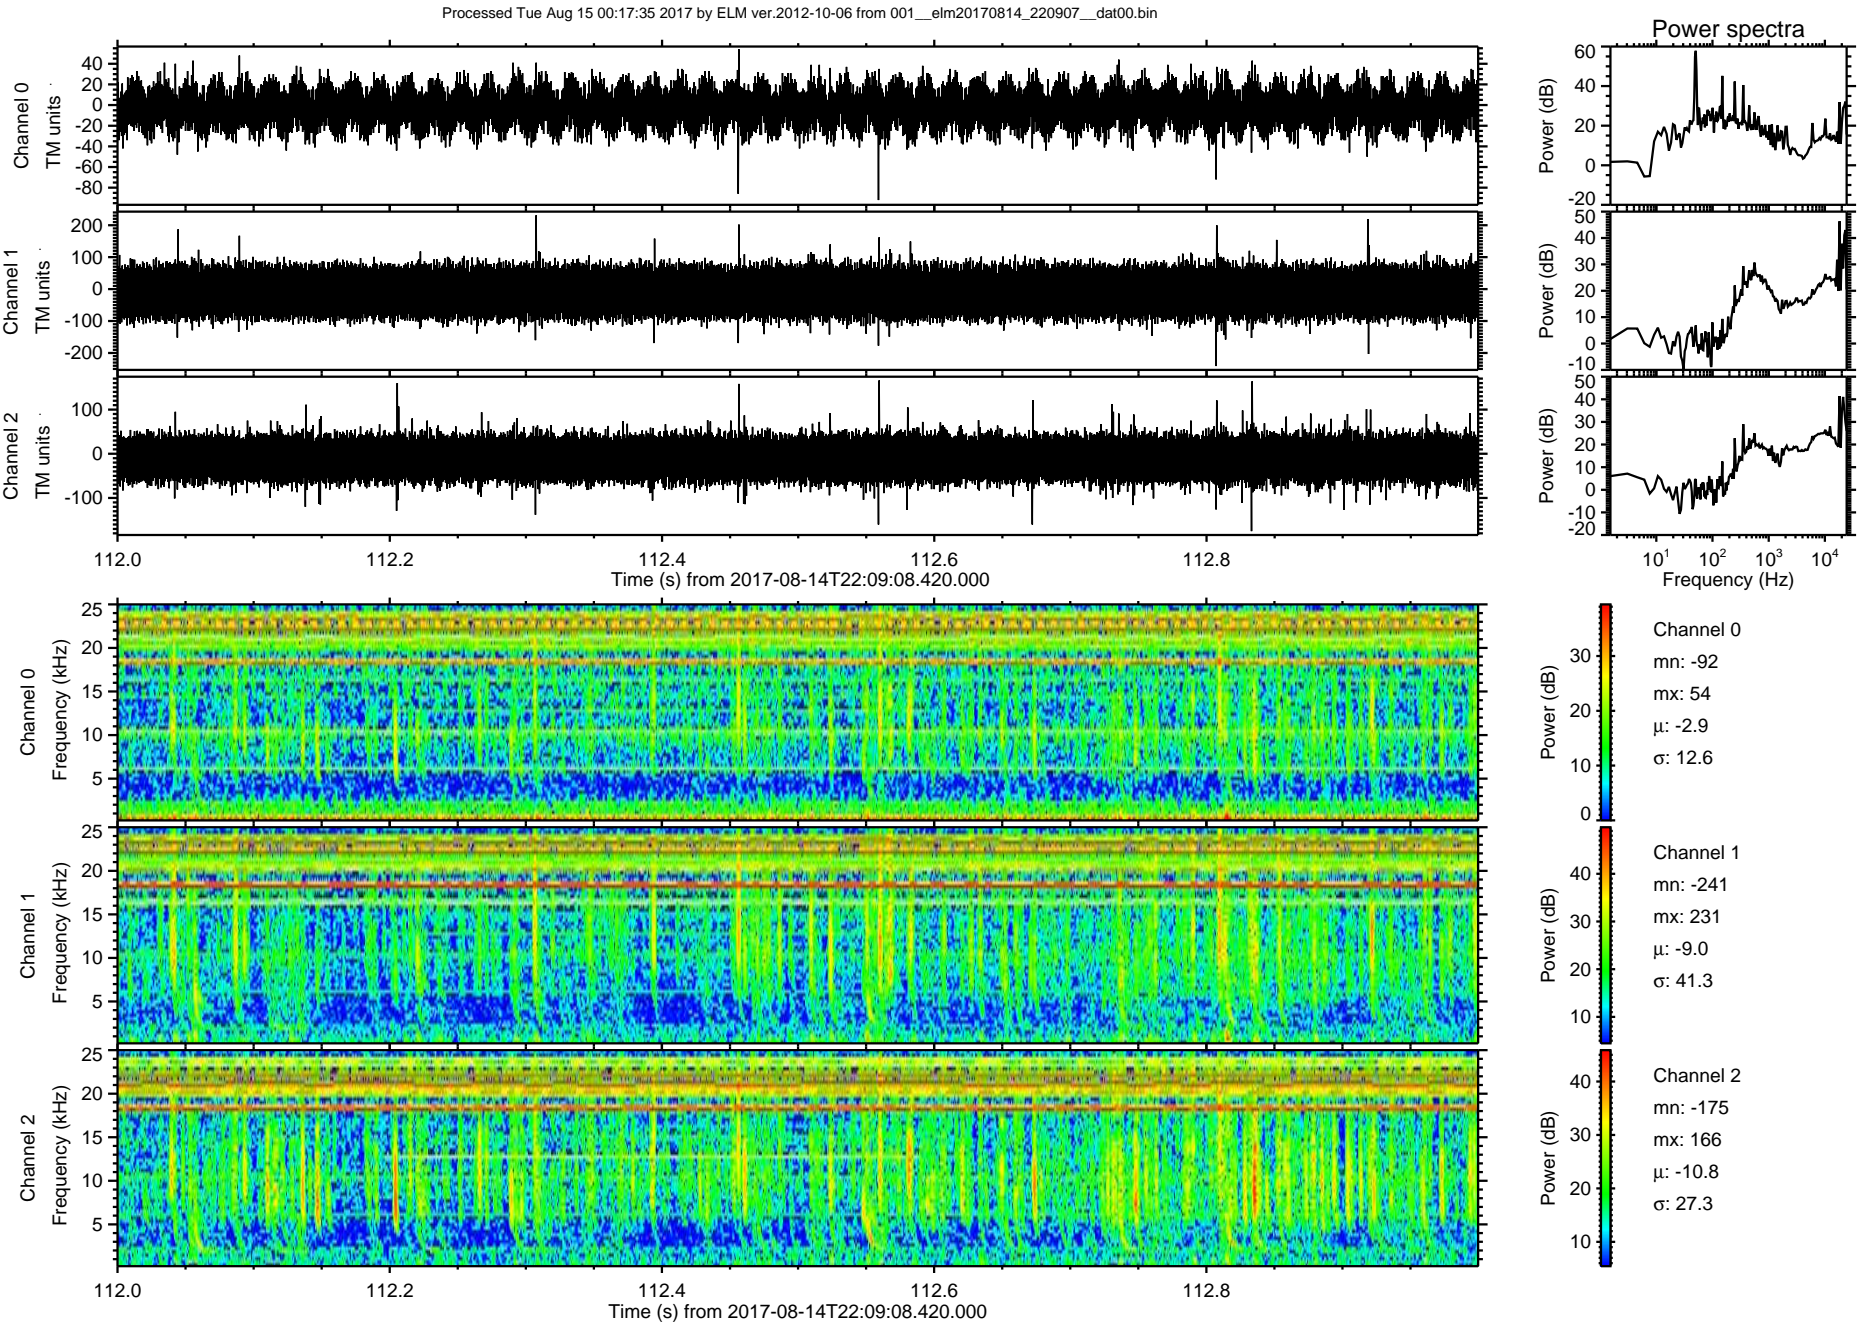 Processed Tue Aug 15 00:17:35 2017 by ELM ver.2012-10-06 from 001__elm20170814_220907__dat00.bin
Power spectra
Channel 0
TM units
40
20
0
-20
-40
-60
-80
Power (dB)
60
40
20
0
-20
Channel 1
TM units
200
100
0
-100
-200
Power (dB)
50
40
30
20
10
0
-10
Channel 2
TM units
100
0
-100
Power (dB)
50
40
30
20
10
0
-10
-20
112.0 112.2 112.4 112.6 112.8
Time (s) from 2017-08-14T22:09:08.420.000
10^1 10^2 10^3 10^4
Frequency (Hz)
Channel 0
Frequency (kHz)
25
20
15
10
5
Power (dB)
30
20
10
0
Channel 0
mn: -92
mx: 54
μ: -2.9
σ: 12.6
Channel 1
Frequency (kHz)
25
20
15
10
5
Power (dB)
40
30
20
10
Channel 1
mn: -241
mx: 231
μ: -9.0
σ: 41.3
Channel 2
Frequency (kHz)
25
20
15
10
5
Power (dB)
40
30
20
10
Channel 2
mn: -175
mx: 166
μ: -10.8
σ: 27.3
112.0 112.2 112.4 112.6 112.8
Time (s) from 2017-08-14T22:09:08.420.000